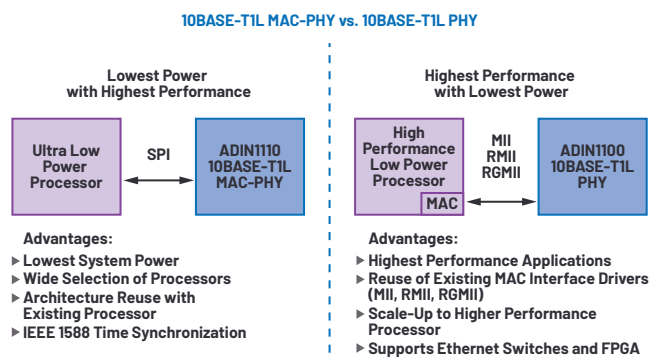 10BASE-T1L MAC-PHY vs. 10BASE-T1L PHY
Lowest Power
with Highest Performance
Ultra Low
Power
Processor
SPI
ADIN1110
10BASE-T1L
MAC-PHY
Advantages:
Lowest System Power
Wide Selection of Processors
Architecture Reuse with
Existing Processor
IEEE 1588 Time Synchronization
Highest Performance
with Lowest Power
High
Performance
Low Power
Processor
MAC
MII
RMII
RGMII
ADIN1100
10BASE-T1L
PHY
Advantages:
Highest Performance Applications
Reuse of Existing MAC Interface Drivers
(MII, RMII, RGMII)
Scale-Up to Higher Performance
Processor
Supports Ethernet Switches and FPGA